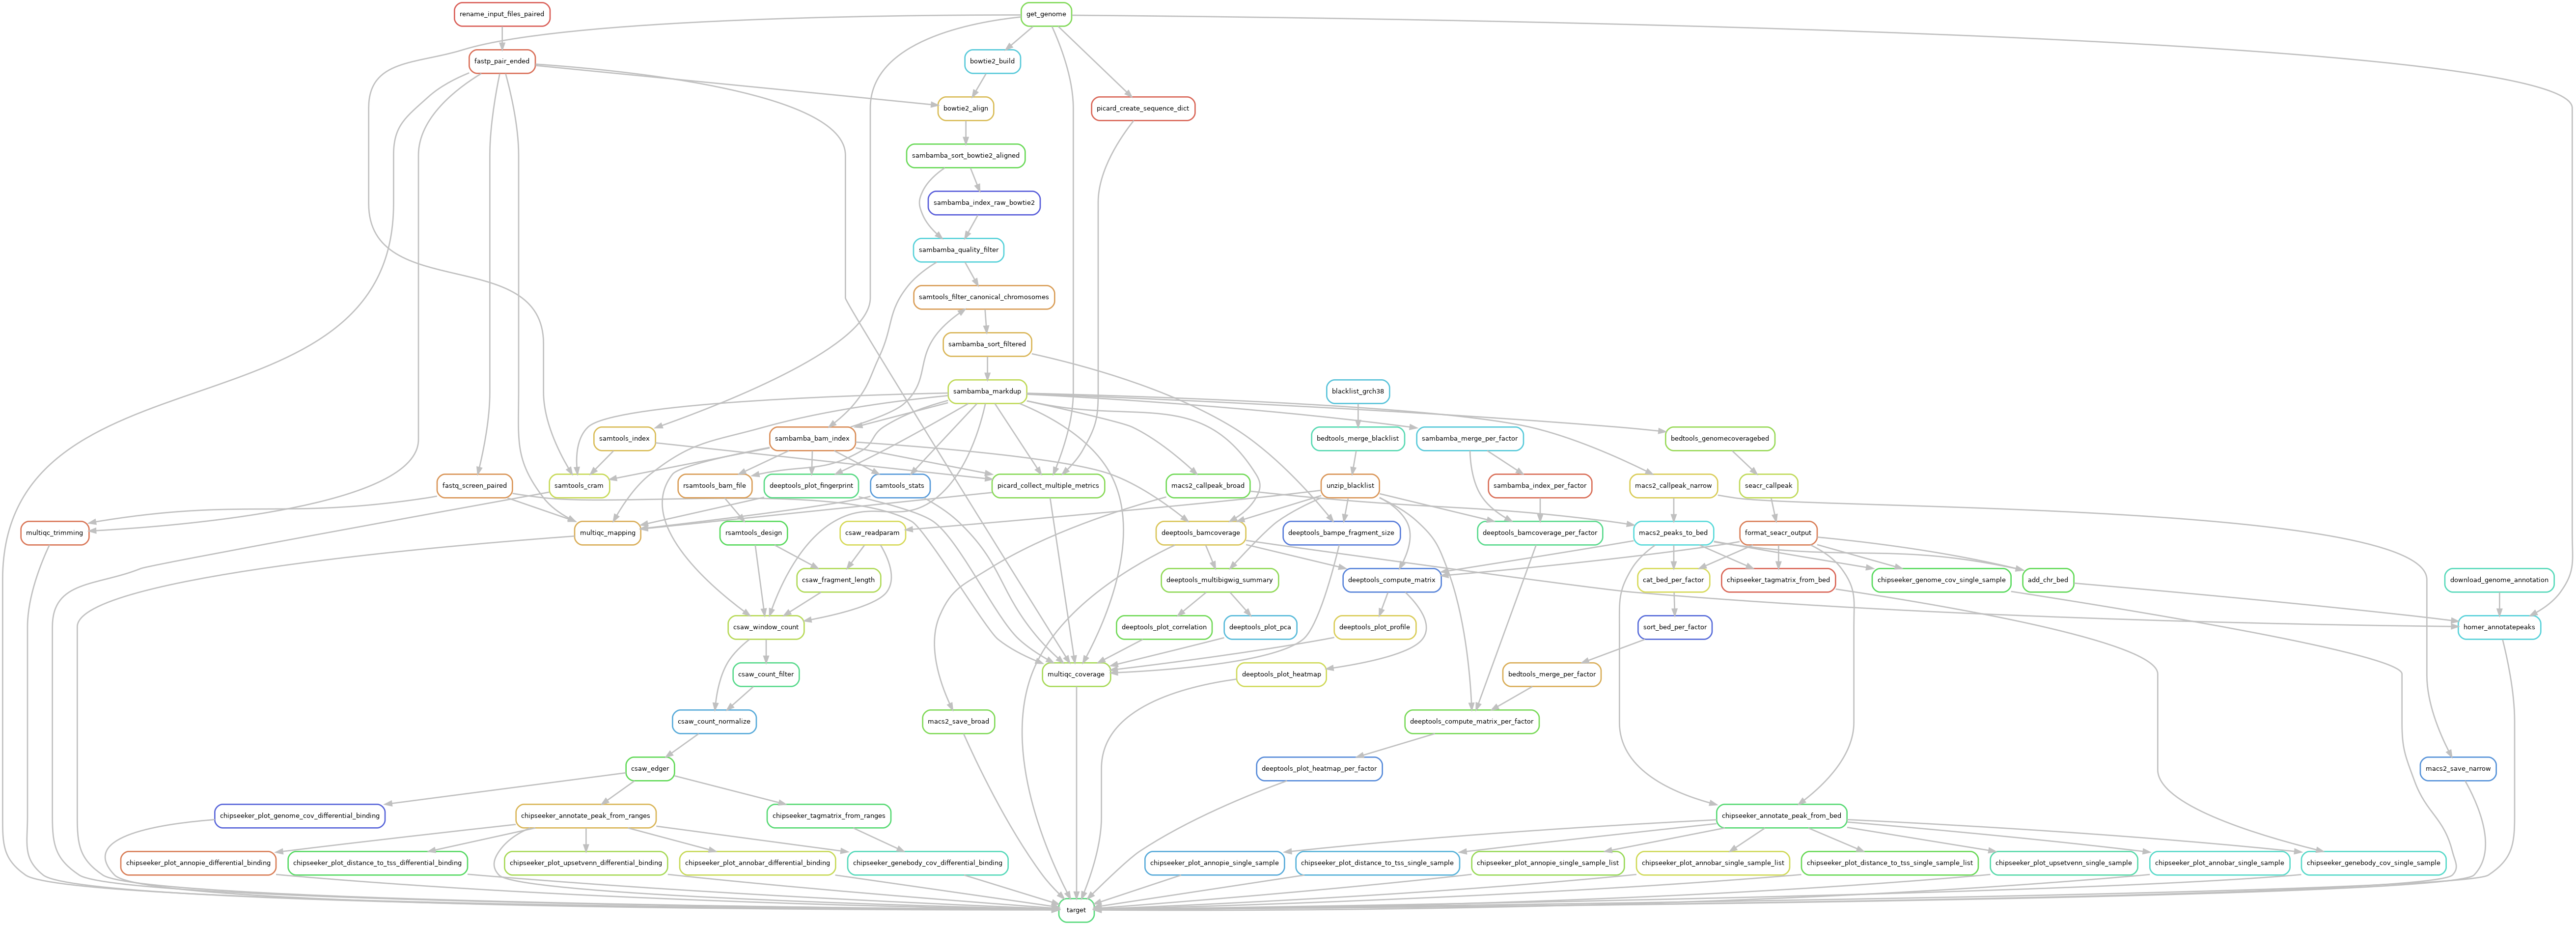 rename_input_files_paired
get_genome
fastp_pair_ended
bowtie2_build
bowtie2_align
picard_create_sequence_dict
sambamba_sort_bowtie2_aligned
sambamba_index_raw_bowtie2
sambamba_quality_filter
samtools_filter_canonical_chromosomes
sambamba_sort_filtered
sambamba_markdup
blacklist_grch38
samtools_index
sambamba_bam_index
bedtools_merge_blacklist
sambamba_merge_per_factor
bedtools_genomecoveragebed
fastq_screen_paired
samtools_cram
rsamtools_bam_file
deeptools_plot_fingerprint
samtools_stats
picard_collect_multiple_metrics
macs2_callpeak_broad
unzip_blacklist
sambamba_index_per_factor
macs2_callpeak_narrow
seacr_callpeak
multiqc_trimming
multiqc_mapping
rsamtools_design
csaw_readparam
deeptools_bamcoverage
deeptools_bampe_fragment_size
deeptools_bamcoverage_per_factor
macs2_peaks_to_bed
format_seacr_output
csaw_fragment_length
deeptools_multibigwig_summary
deeptools_compute_matrix
cat_bed_per_factor
chipseeker_tagmatrix_from_bed
chipseeker_genome_cov_single_sample
add_chr_bed
download_genome_annotation
csaw_window_count
deeptools_plot_correlation
deeptools_plot_pca
deeptools_plot_profile
sort_bed_per_factor
homer_annotatepeaks
csaw_count_filter
multiqc_coverage
deeptools_plot_heatmap
bedtools_merge_per_factor
csaw_count_normalize
macs2_save_broad
deeptools_compute_matrix_per_factor
csaw_edger
deeptools_plot_heatmap_per_factor
macs2_save_narrow
chipseeker_plot_genome_cov_differential_binding
chipseeker_annotate_peak_from_ranges
chipseeker_tagmatrix_from_ranges
chipseeker_annotate_peak_from_bed
chipseeker_plot_annopie_differential_binding
chipseeker_plot_distance_to_tss_differential_binding
chipseeker_plot_upsetvenn_differential_binding
chipseeker_plot_annobar_differential_binding
chipseeker_genebody_cov_differential_binding
chipseeker_plot_annopie_single_sample
chipseeker_plot_distance_to_tss_single_sample
chipseeker_plot_annopie_single_sample_list
chipseeker_plot_annobar_single_sample_list
chipseeker_plot_distance_to_tss_single_sample_list
chipseeker_plot_upsetvenn_single_sample
chipseeker_plot_annobar_single_sample
chipseeker_genebody_cov_single_sample
target